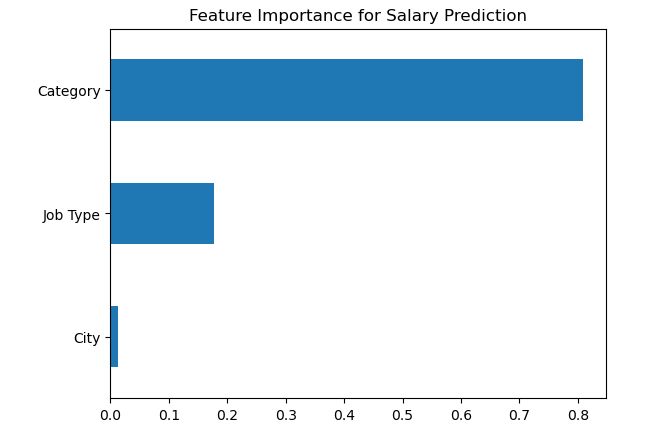 Feature Importance for Salary Prediction
Category
Job Type
City
0.0 0.1 0.2 0.3 0.4 0.5 0.6 0.7 0.8